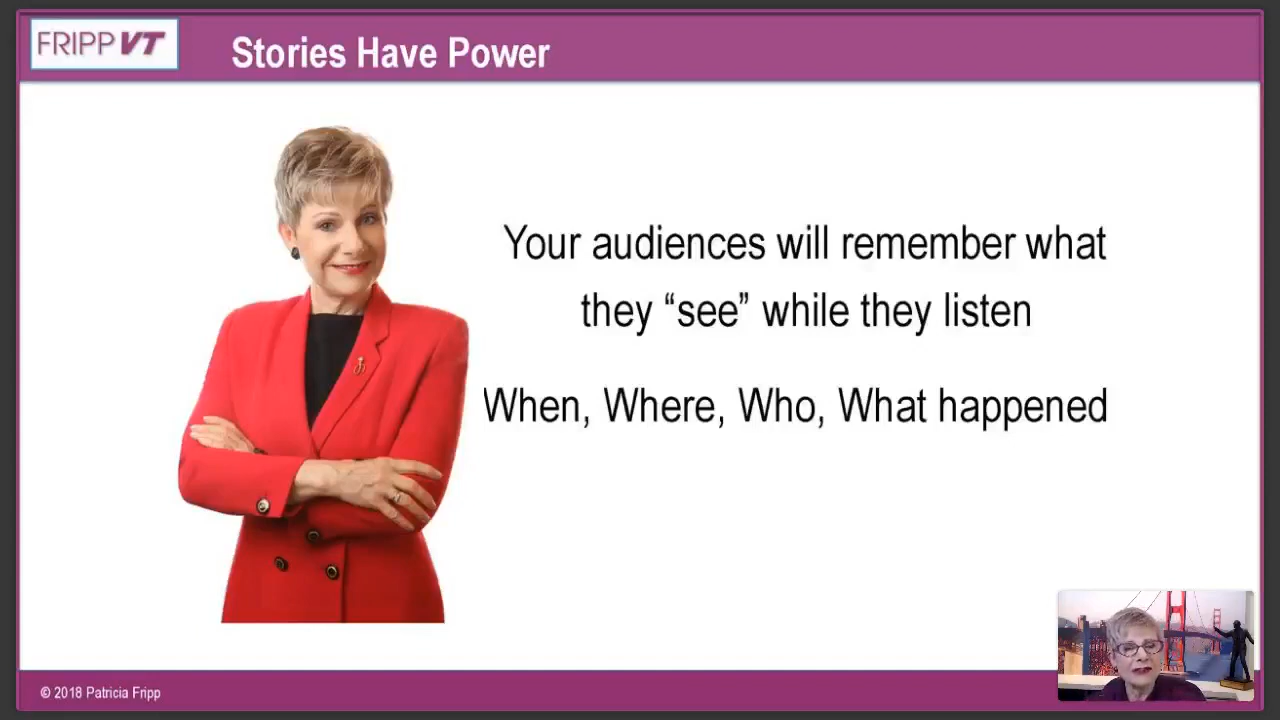 FRIPP VT
Stories Have Power
Your audiences will remember what
they “see” while they listen
When, Where, Who, What happened
© 2018 Patricia Fripp